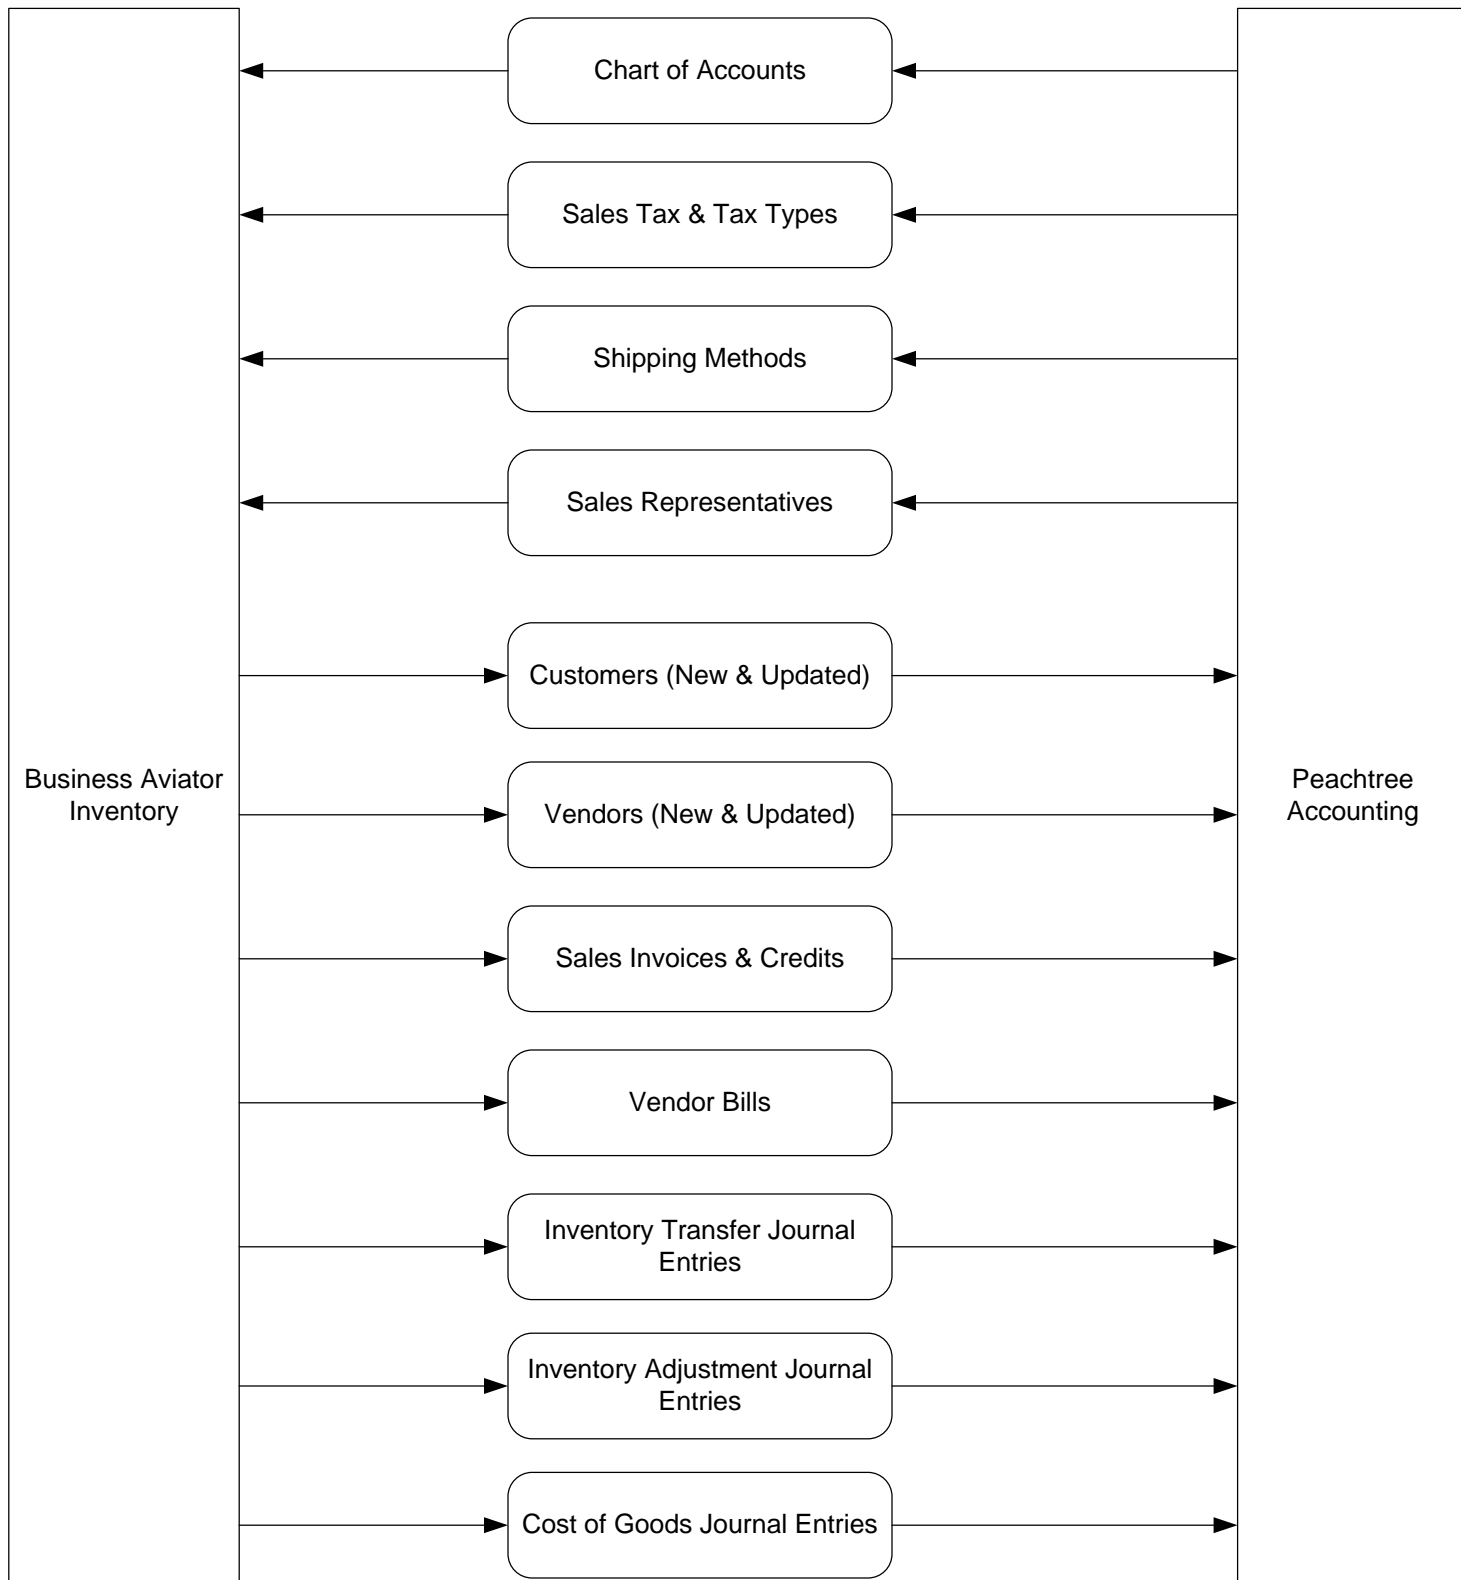 Chart of Accounts
Sales Tax & Tax Types
Shipping Methods
Sales Representatives
Customers (New & Updated)
Business Aviator
Inventory
Vendors (New & Updated)
Peachtree
Accounting
Sales Invoices & Credits
Vendor Bills
Inventory Transfer Journal
Entries
Inventory Adjustment Journal
Entries
Cost of Goods Journal Entries